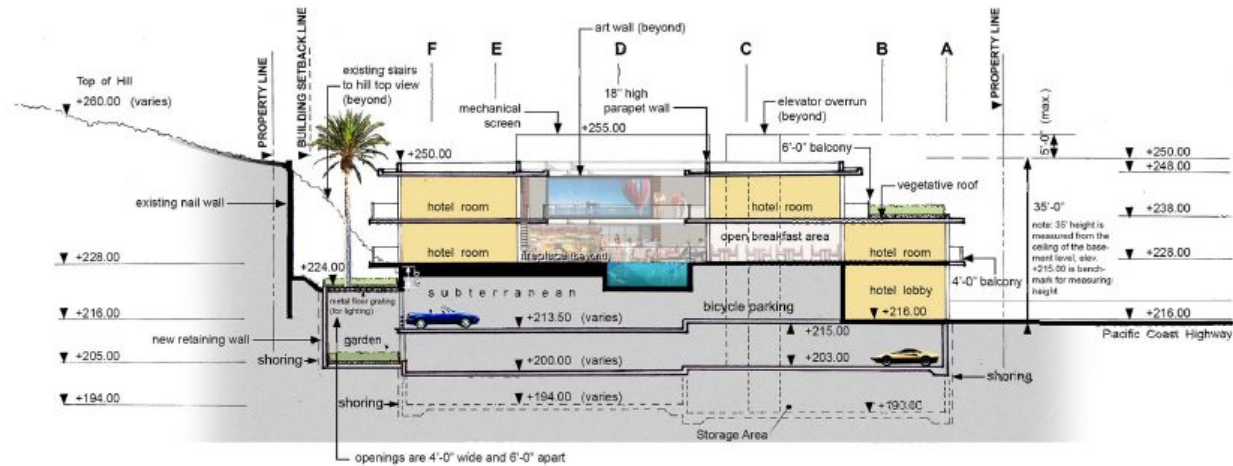 Top of Hill
+260.00 (varies)
PROPERTY LINE
BUILDING SETBACK LINE
existing stairs
to hill top view
(beyond)
F
E
D
C
B
A
art wall (beyond)
mechanical
screen
+255.00
18" high
parapet wall
elevator overrun
(beyond)
6'-0" balcony
PROPERTY LINE
5'-0" (max.)
+250.00
+250.00
+248.00
vegetative roof
existing nail wall
hotel room
hotel room
35'-0"
note: 35' height is
measured from the
ceiling of the base-
ment level, elev.
+215.00 is bench-
mark for measuring
height
+238.00
hotel room
fireplace (beyond)
open breakfast area
hotel room
+228.00
+228.00
4'-0" balcony
+224.00
metal floor grating
(for lighting)
subterranean
bicycle parking
hotel lobby
+216.00
+216.00
+216.00
Pacific Coast Highway
+213.50 (varies)
+215.00
new retaining wall
garden
shoring
+205.00
+200.00 (varies)
+203.00
shoring
+194.00
shoring
+194.00 (varies)
+190.00
Storage Area
openings are 4'-0" wide and 6'-0" apart